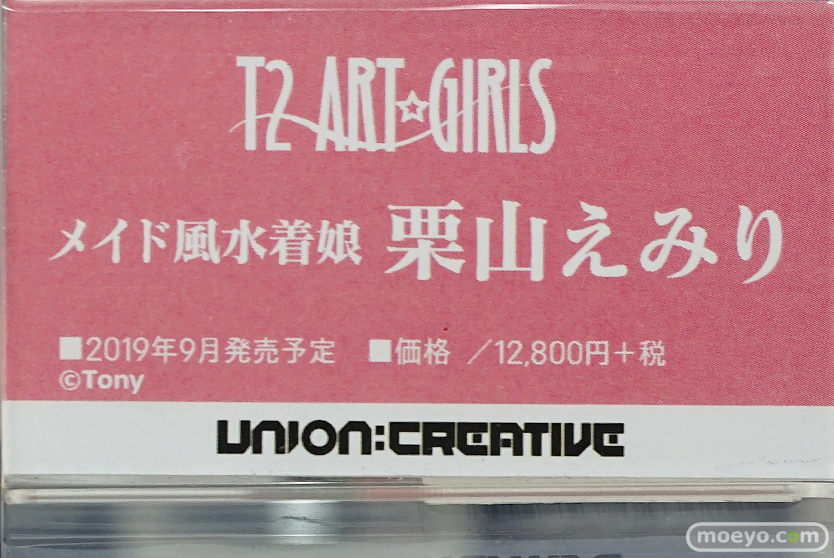 T2 ART☆GIRLS
メイド風水着娘 栗山えみり
■2019年9月発売予定 ■価格 ／12,800円＋税
©Tony
UNION:CREATIVE
moeyo.com